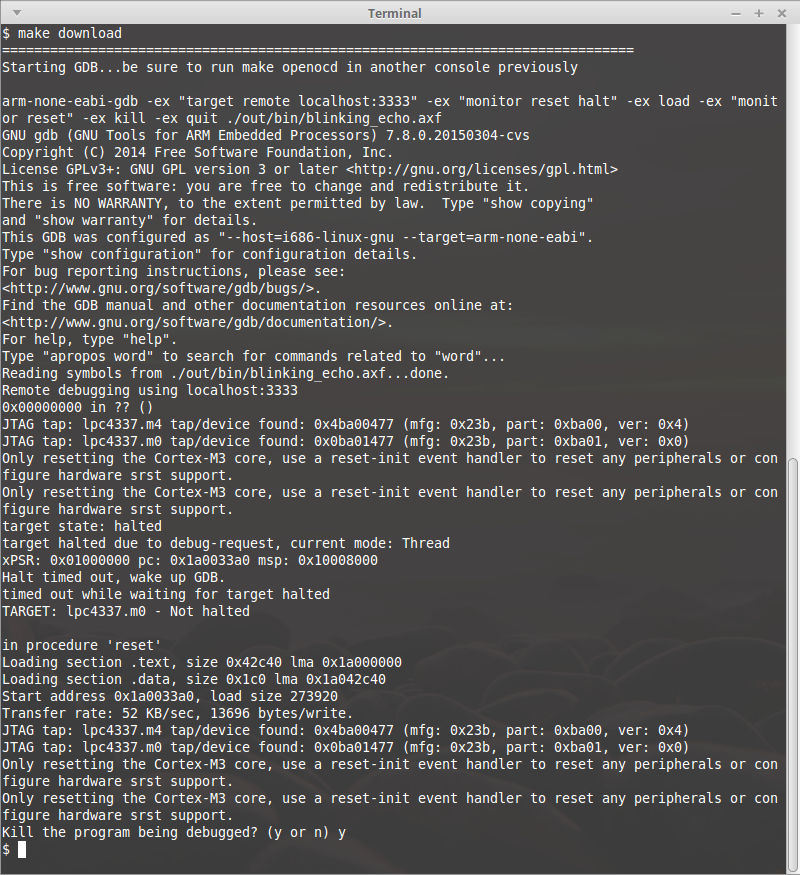 Terminal
$ make download
===============================================================================
Starting GDB...be sure to run make openocd in another console previously
arm-none-eabi-gdb -ex "target remote localhost:3333" -ex "monitor reset halt" -ex load -ex "monit
or reset" -ex kill -ex quit ./out/bin/blinking_echo.axf
GNU gdb (GNU Tools for ARM Embedded Processors) 7.8.0.20150304-cvs
Copyright (C) 2014 Free Software Foundation, Inc.
License GPLv3+: GNU GPL version 3 or later <http://gnu.org/licenses/gpl.html>
This is free software: you are free to change and redistribute it.
There is NO WARRANTY, to the extent permitted by law.  Type "show copying"
and "show warranty" for details.
This GDB was configured as "--host=i686-linux-gnu --target=arm-none-eabi".
Type "show configuration" for configuration details.
For bug reporting instructions, please see:
<http://www.gnu.org/software/gdb/bugs/>.
Find the GDB manual and other documentation resources online at:
<http://www.gnu.org/software/gdb/documentation/>.
For help, type "help".
Type "apropos word" to search for commands related to "word"...
Reading symbols from ./out/bin/blinking_echo.axf...done.
Remote debugging using localhost:3333
0x00000000 in ?? ()
JTAG tap: lpc4337.m4 tap/device found: 0x4ba00477 (mfg: 0x23b, part: 0xba00, ver: 0x4)
JTAG tap: lpc4337.m0 tap/device found: 0x0ba01477 (mfg: 0x23b, part: 0xba01, ver: 0x0)
Only resetting the Cortex-M3 core, use a reset-init event handler to reset any peripherals or con
figure hardware srst support.
Only resetting the Cortex-M3 core, use a reset-init event handler to reset any peripherals or con
figure hardware srst support.
target state: halted
target halted due to debug-request, current mode: Thread
xPSR: 0x01000000 pc: 0x1a0033a0 msp: 0x10008000
Halt timed out, wake up GDB.
timed out while waiting for target halted
TARGET: lpc4337.m0 - Not halted
in procedure 'reset'
Loading section .text, size 0x42c40 lma 0x1a000000
Loading section .data, size 0x1c0 lma 0x1a042c40
Start address 0x1a0033a0, load size 273920
Transfer rate: 52 KB/sec, 13696 bytes/write.
JTAG tap: lpc4337.m4 tap/device found: 0x4ba00477 (mfg: 0x23b, part: 0xba00, ver: 0x4)
JTAG tap: lpc4337.m0 tap/device found: 0x0ba01477 (mfg: 0x23b, part: 0xba01, ver: 0x0)
Only resetting the Cortex-M3 core, use a reset-init event handler to reset any peripherals or con
figure hardware srst support.
Only resetting the Cortex-M3 core, use a reset-init event handler to reset any peripherals or con
figure hardware srst support.
Kill the program being debugged? (y or n) y
$